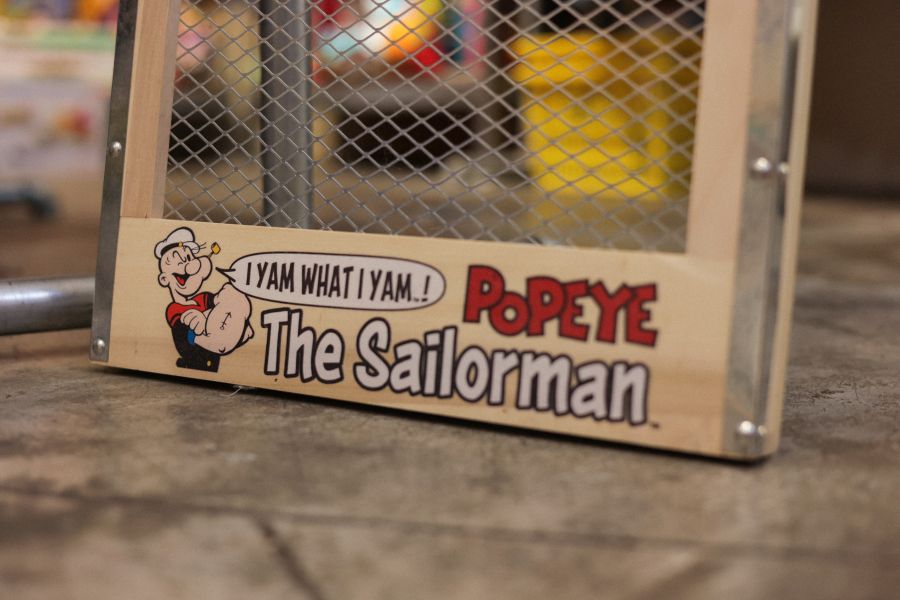 I YAM WHAT I YAM..!
POPEYE
The Sailorman